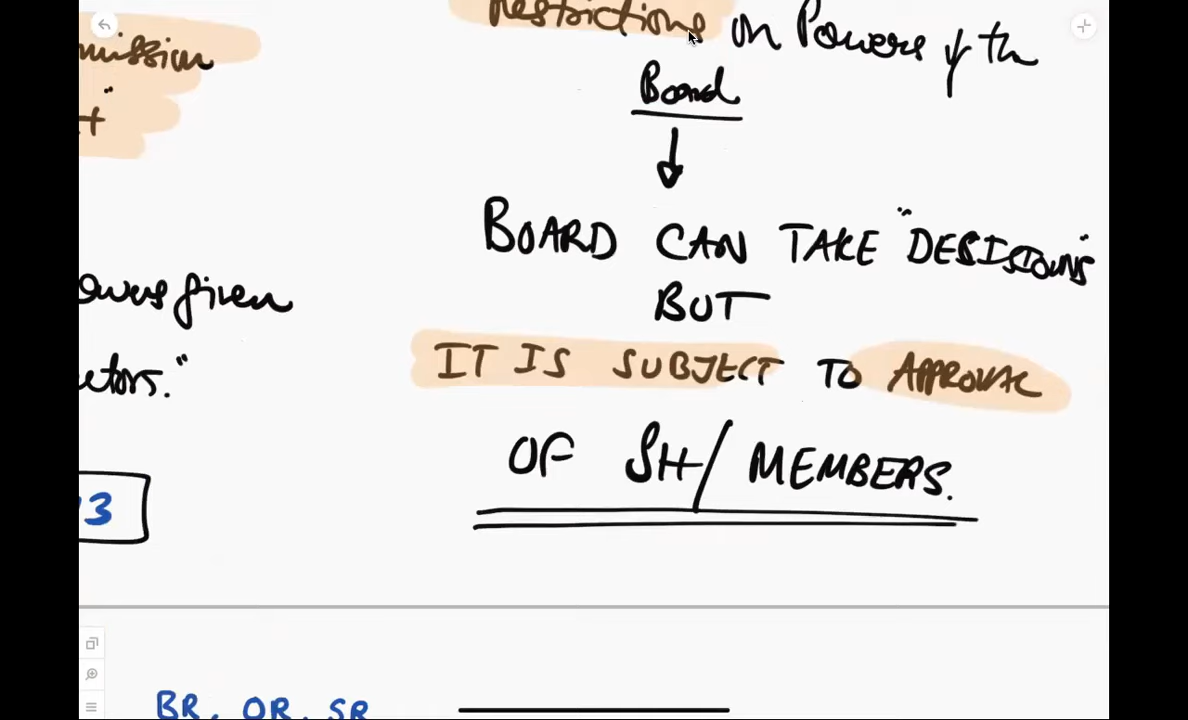 mission
t"
owers given
ctors."
3
Restrictions on Powers of the
Board
BOARD CAN TAKE "DECISIONS"
BUT
IT IS SUBJECT TO APPROVAL
OF SH/ MEMBERS.
BR, OR, SR